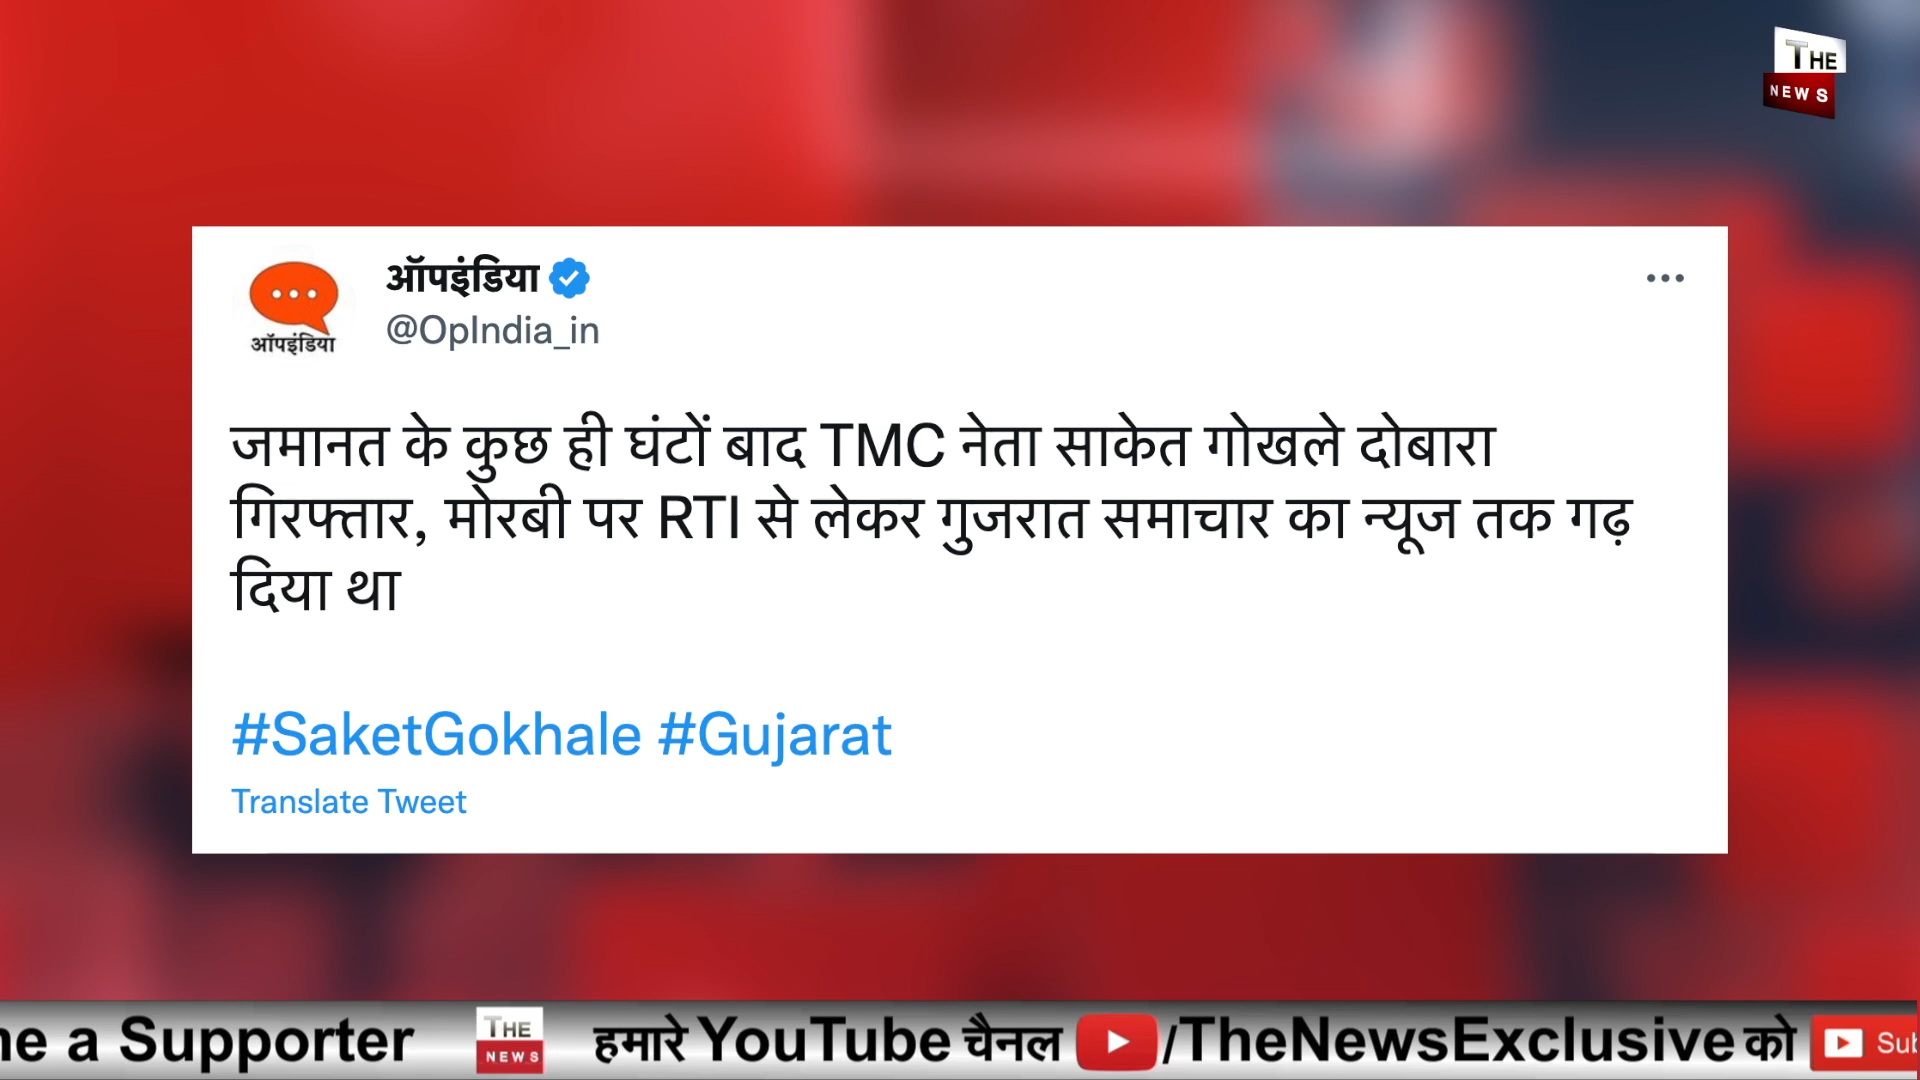 THE
NEWS
ऑपइंडिया
@OpIndia_in
ऑपइंडिया
जमानत के कुछ ही घंटों बाद TMC नेता साकेत गोखले दोबारा
गिरफ्तार, मोरबी पर RTI से लेकर गुजरात समाचार का न्यूज तक गढ़
दिया था
#SaketGokhale #Gujarat
Translate Tweet
a Supporter THE NEWS हमारे YouTube चैनल /TheNewsExclusive को